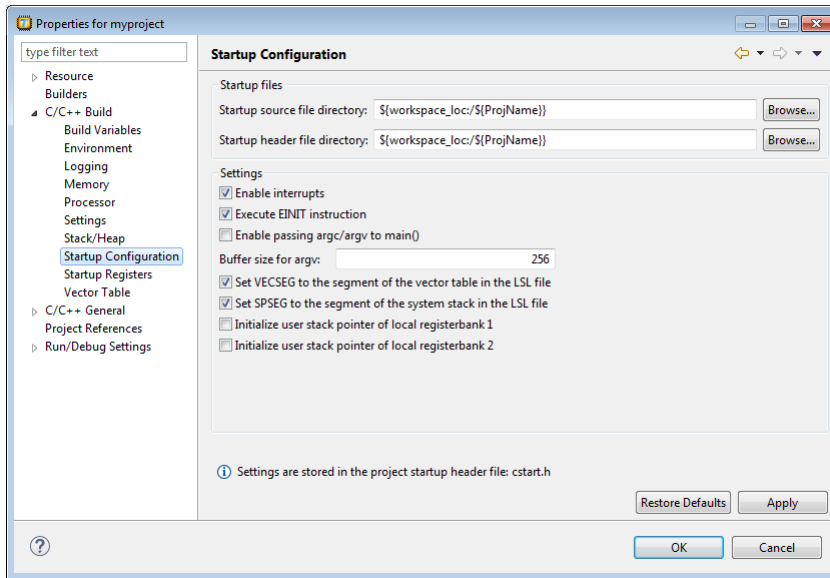 Properties for myproject
type filter text
Resource
Builders
C/C++ Build
Build Variables
Environment
Logging
Memory
Processor
Settings
Stack/Heap
Startup Configuration
Startup Registers
Vector Table
C/C++ General
Project References
Run/Debug Settings
Startup Configuration
Startup files
Startup source file directory: ${workspace_loc:/${ProjName}} Browse...
Startup header file directory: ${workspace_loc:/${ProjName}} Browse...
Settings
Enable interrupts
Execute EINIT instruction
Enable passing argc/argv to main()
Buffer size for argv: 256
Set VECSEG to the segment of the vector table in the LSL file
Set SPSEG to the segment of the system stack in the LSL file
Initialize user stack pointer of local registerbank 1
Initialize user stack pointer of local registerbank 2
Settings are stored in the project startup header file: cstart.h
Restore Defaults Apply
OK Cancel